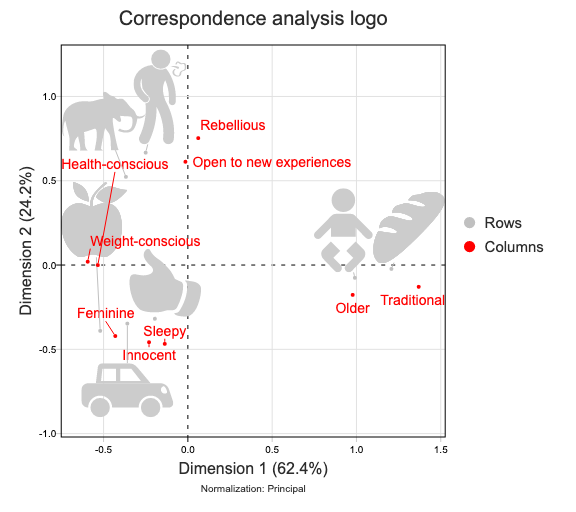 Correspondence analysis logo
Dimension 2 (24.2%)
1.0
0.5
0.0
-0.5
-1.0
Rebellious
Open to new experiences
Health-conscious
Weight-conscious
Feminine
Sleepy
Innocent
Older
Traditional
-0.5
0.0
0.5
1.0
1.5
Dimension 1 (62.4%)
Normalization: Principal
Rows
Columns